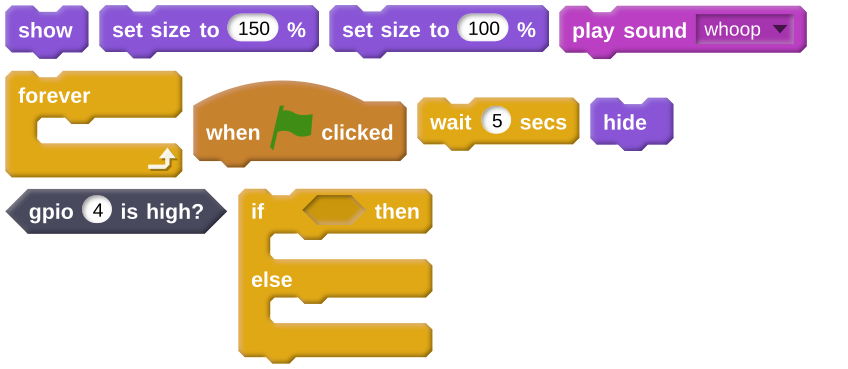 show
set size to 150 %
set size to 100 %
play sound whoop
forever
when clicked
wait 5 secs
hide
gpio 4 is high?
if then
else